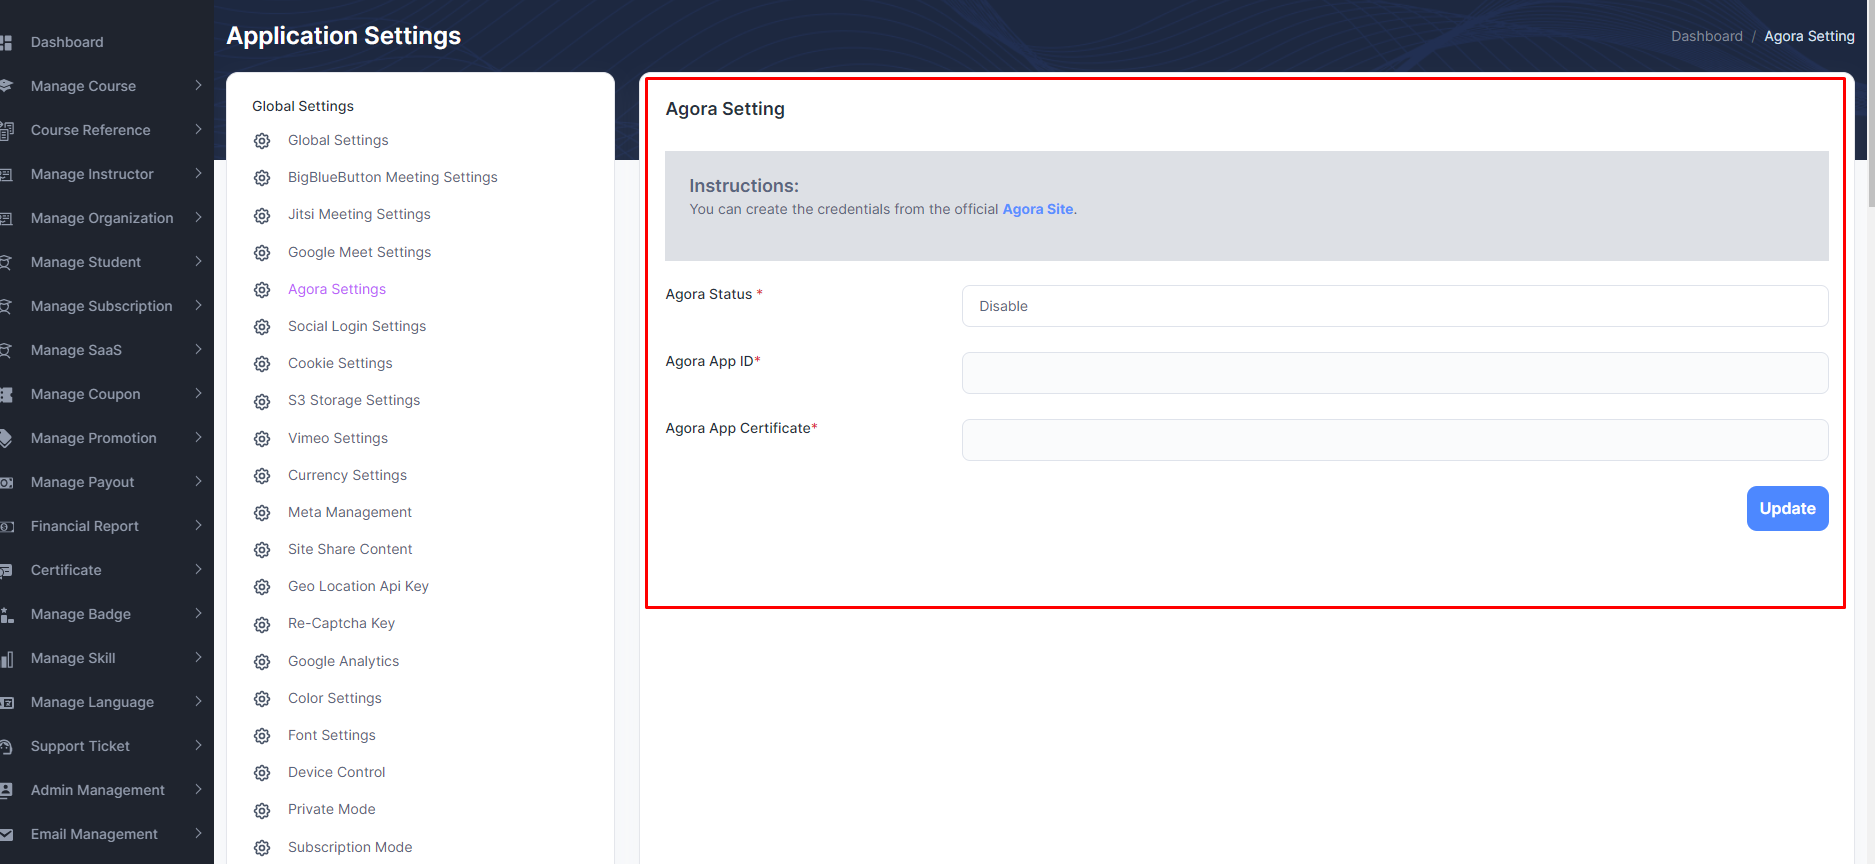 Dashboard
Manage Course
Course Reference
Manage Instructor
Manage Organization
Manage Student
Manage Subscription
Manage SaaS
Manage Coupon
Manage Promotion
Manage Payout
Financial Report
Certificate
Manage Badge
Manage Skill
Manage Language
Support Ticket
Admin Management
Email Management
Application Settings
Dashboard / Agora Setting
Global Settings
Global Settings
BigBlueButton Meeting Settings
Jitsi Meeting Settings
Google Meet Settings
Agora Settings
Social Login Settings
Cookie Settings
S3 Storage Settings
Vimeo Settings
Currency Settings
Meta Management
Site Share Content
Geo Location Api Key
Re-Captcha Key
Google Analytics
Color Settings
Font Settings
Device Control
Private Mode
Subscription Mode
Agora Setting
Instructions:
You can create the credentials from the official Agora Site.
Agora Status *
Disable
Agora App ID*
Agora App Certificate*
Update